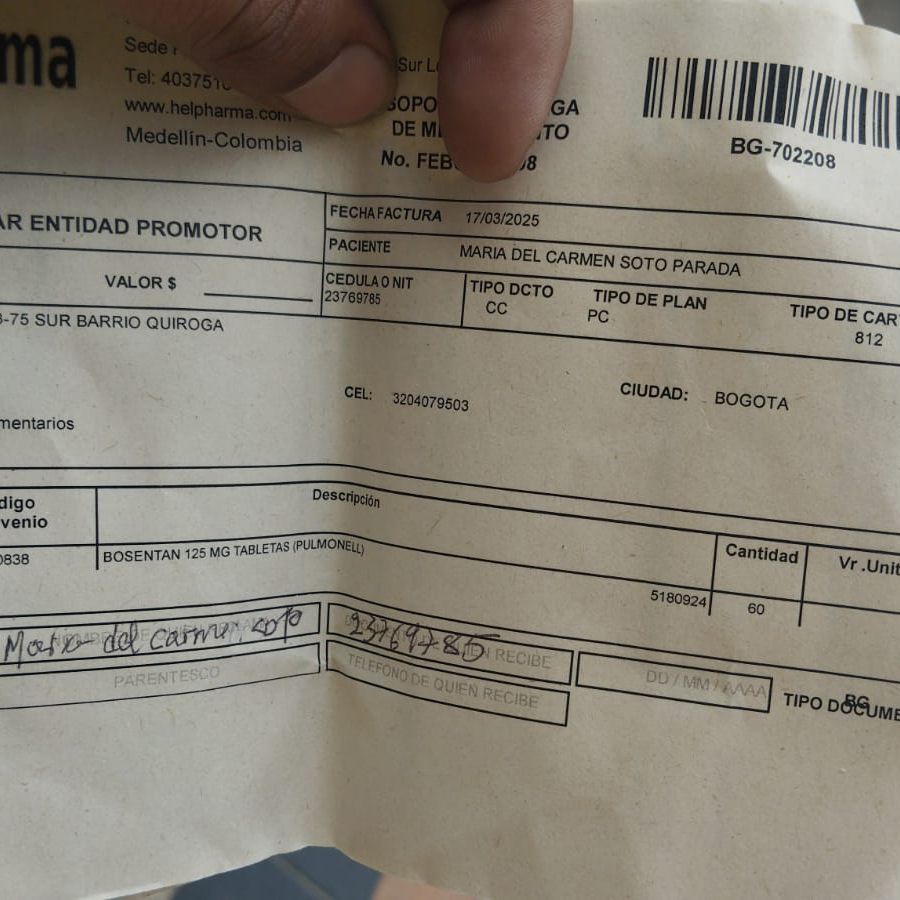 ma
Sede
Tel: 403751
www.helpharma.com
Medellín-Colombia
Sur
DE
No. FEB 8
BG-702208
AR ENTIDAD PROMOTOR
FECHA FACTURA 17/03/2025
PACIENTE MARIA DEL CARMEN SOTO PARADA
VALOR $
CEDULA O NIT
23769785
TIPO DCTO
CC
TIPO DE PLAN
PC
TIPO DE CAR
812
-75 SUR BARRIO QUIROGA
CEL: 3204079503
CIUDAD: BOGOTA
mentarios
digo
venio
Descripción
Cantidad
Vr .Unit
0838
BOSENTAN 125 MG TABLETAS (PULMONELL)
5180924
60
Maria del carmen soto
23769785
N RECIBE
PARENTESCO
TELEFONO DE QUIEN RECIBE
DD / MM / AAAA
BG
TIPO DOCUME